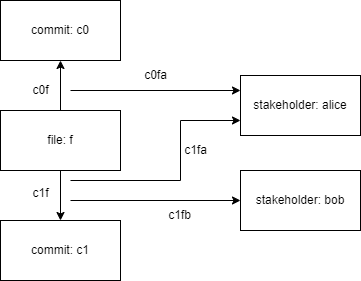 commit: c0
c0f
c0fa
stakeholder: alice
file: f
c1fa
c1f
stakeholder: bob
c1fb
commit: c1